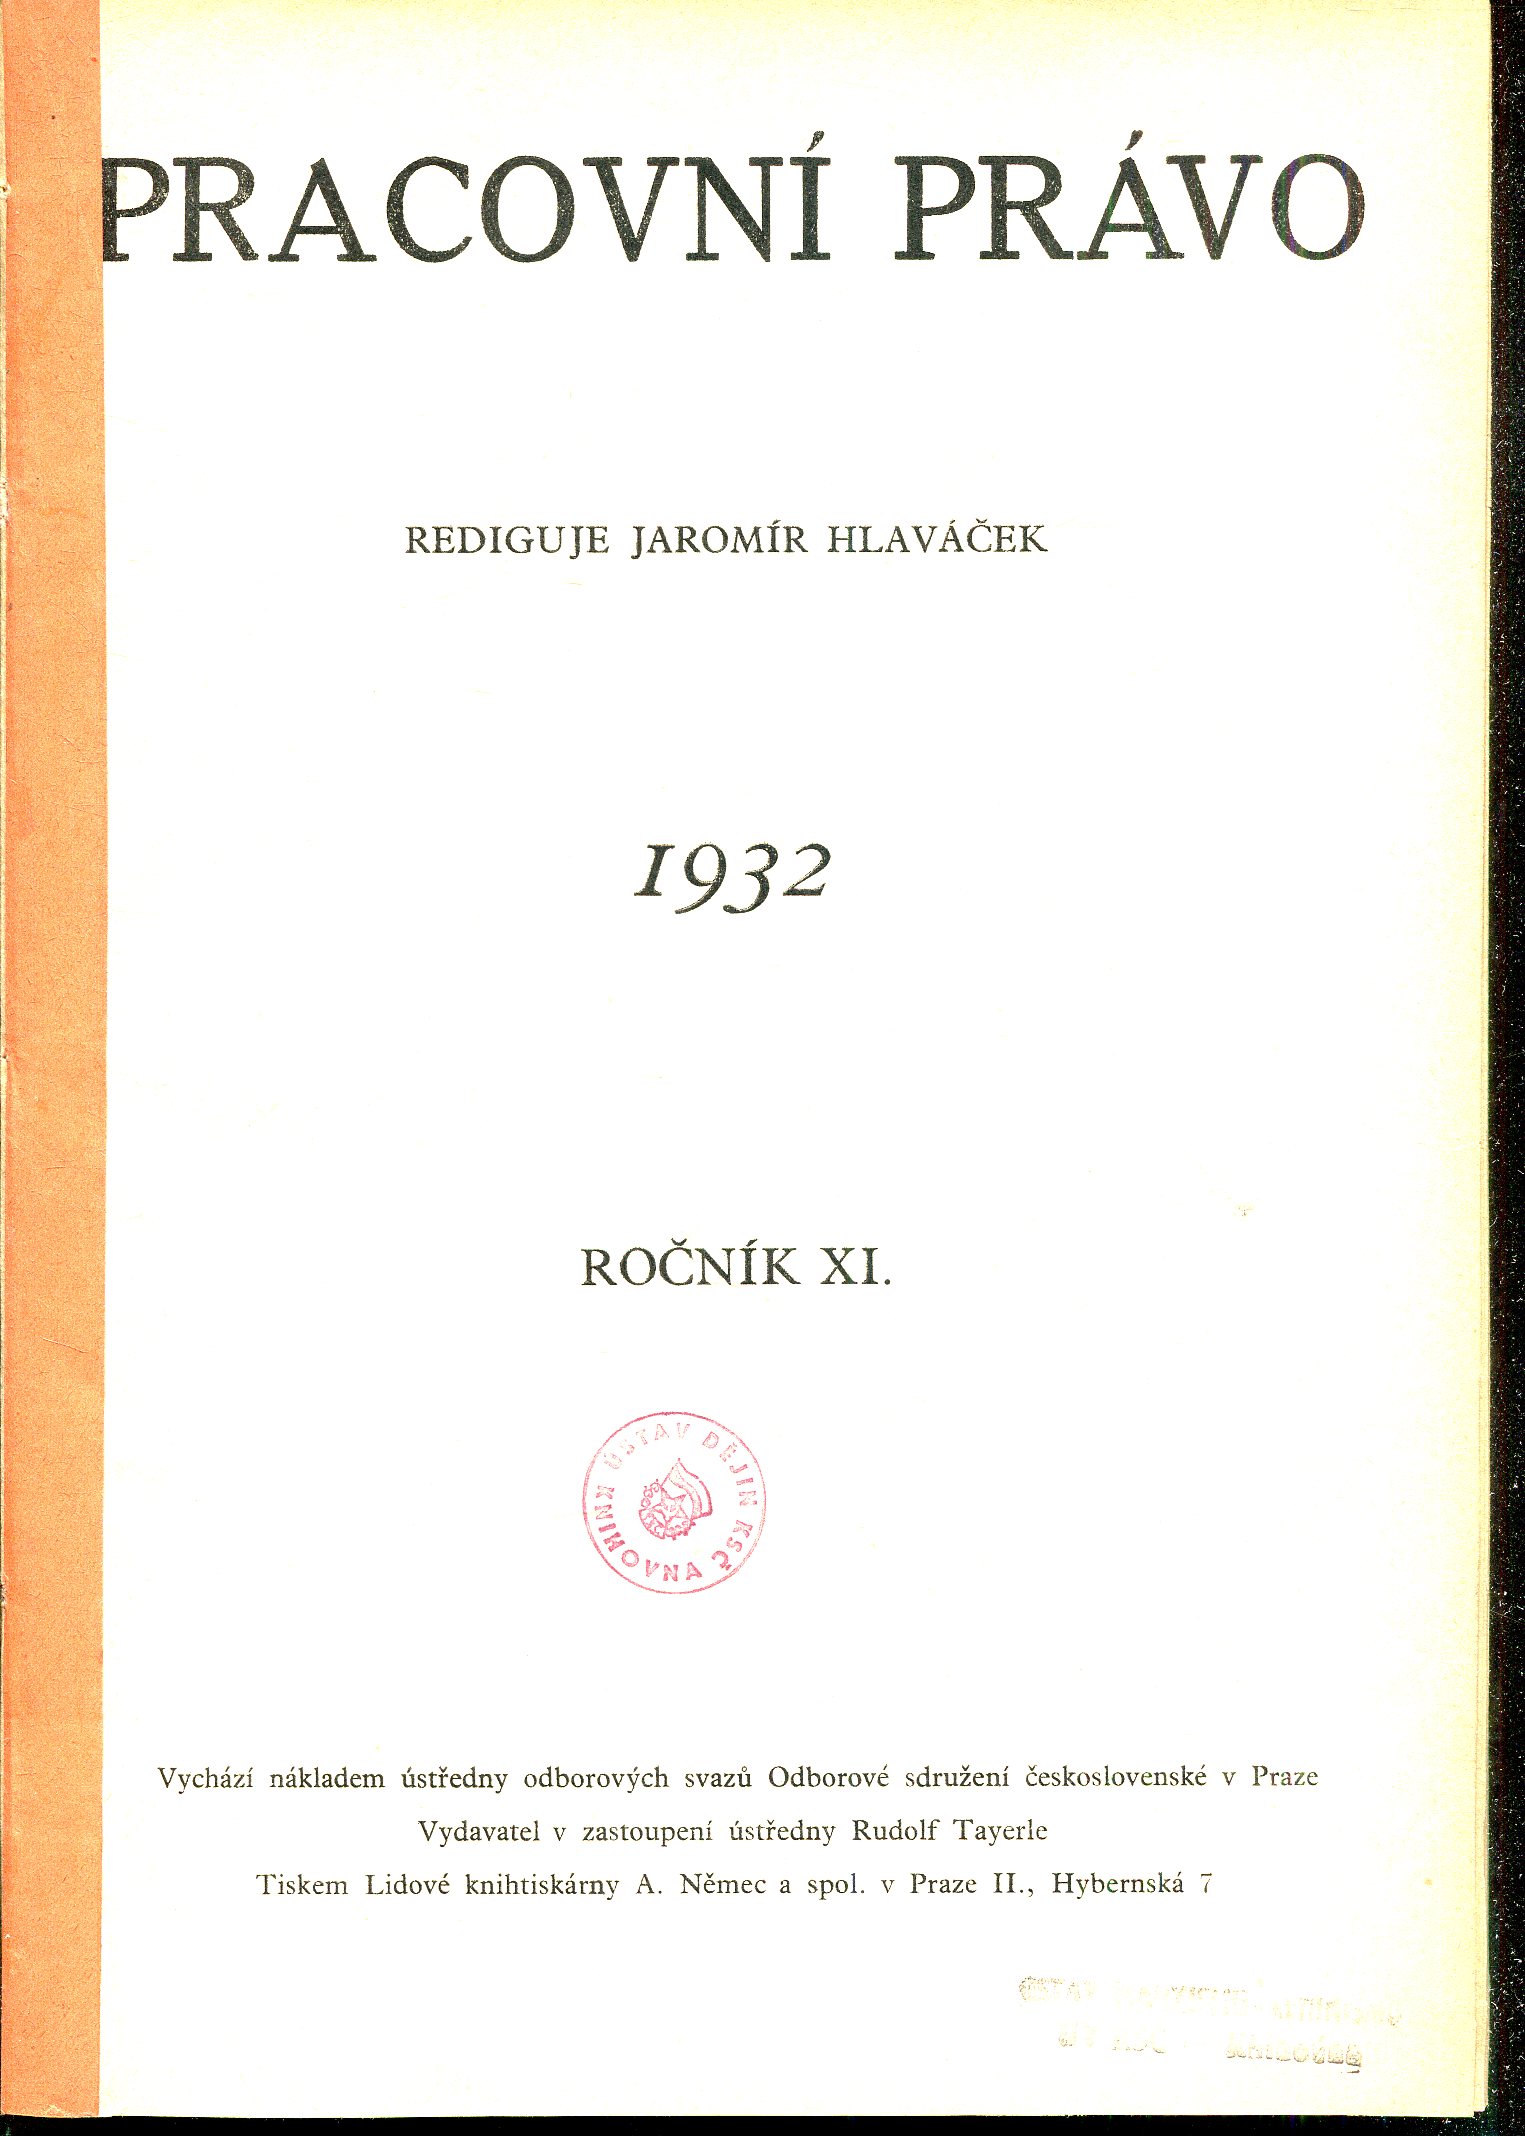 PRACOVNÍ PRÁVO
REDIGUJE JAROMÍR HLAVÁČEK
1932
ROČNÍK XI.
ÚSTAV DĚJIN KSČ
KNIHOVNA
Vychází nákladem ústředny odborových svazů Odborové sdružení československé v Praze
Vydavatel v zastoupení ústředny Rudolf Tayerle
Tiskem Lidové knihtiskárny A. Němec a spol. v Praze II., Hybernská 7